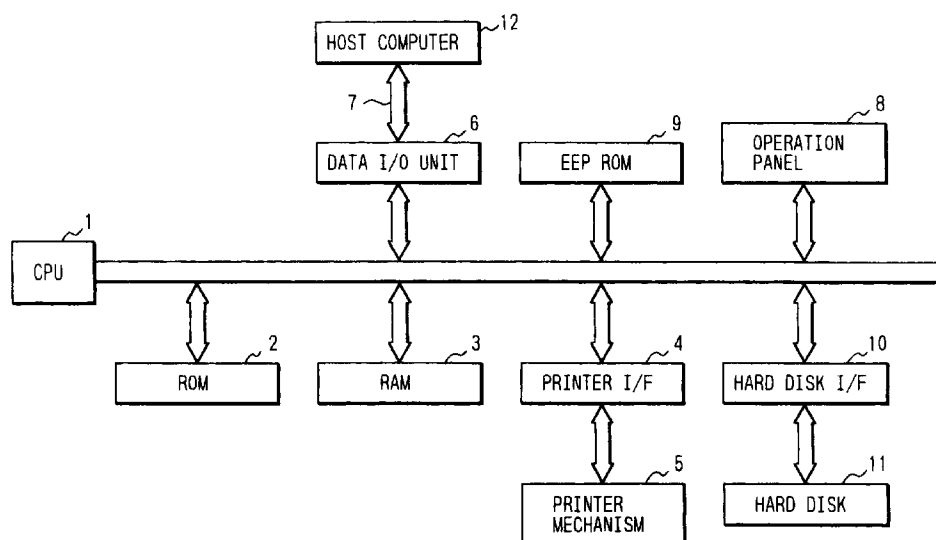 12
HOST COMPUTER
7
6
DATA I/O UNIT
9
EEP ROM
8
OPERATION
PANEL
1
CPU
2
ROM
3
RAM
4
PRINTER I/F
10
HARD DISK I/F
5
PRINTER
MECHANISM
11
HARD DISK